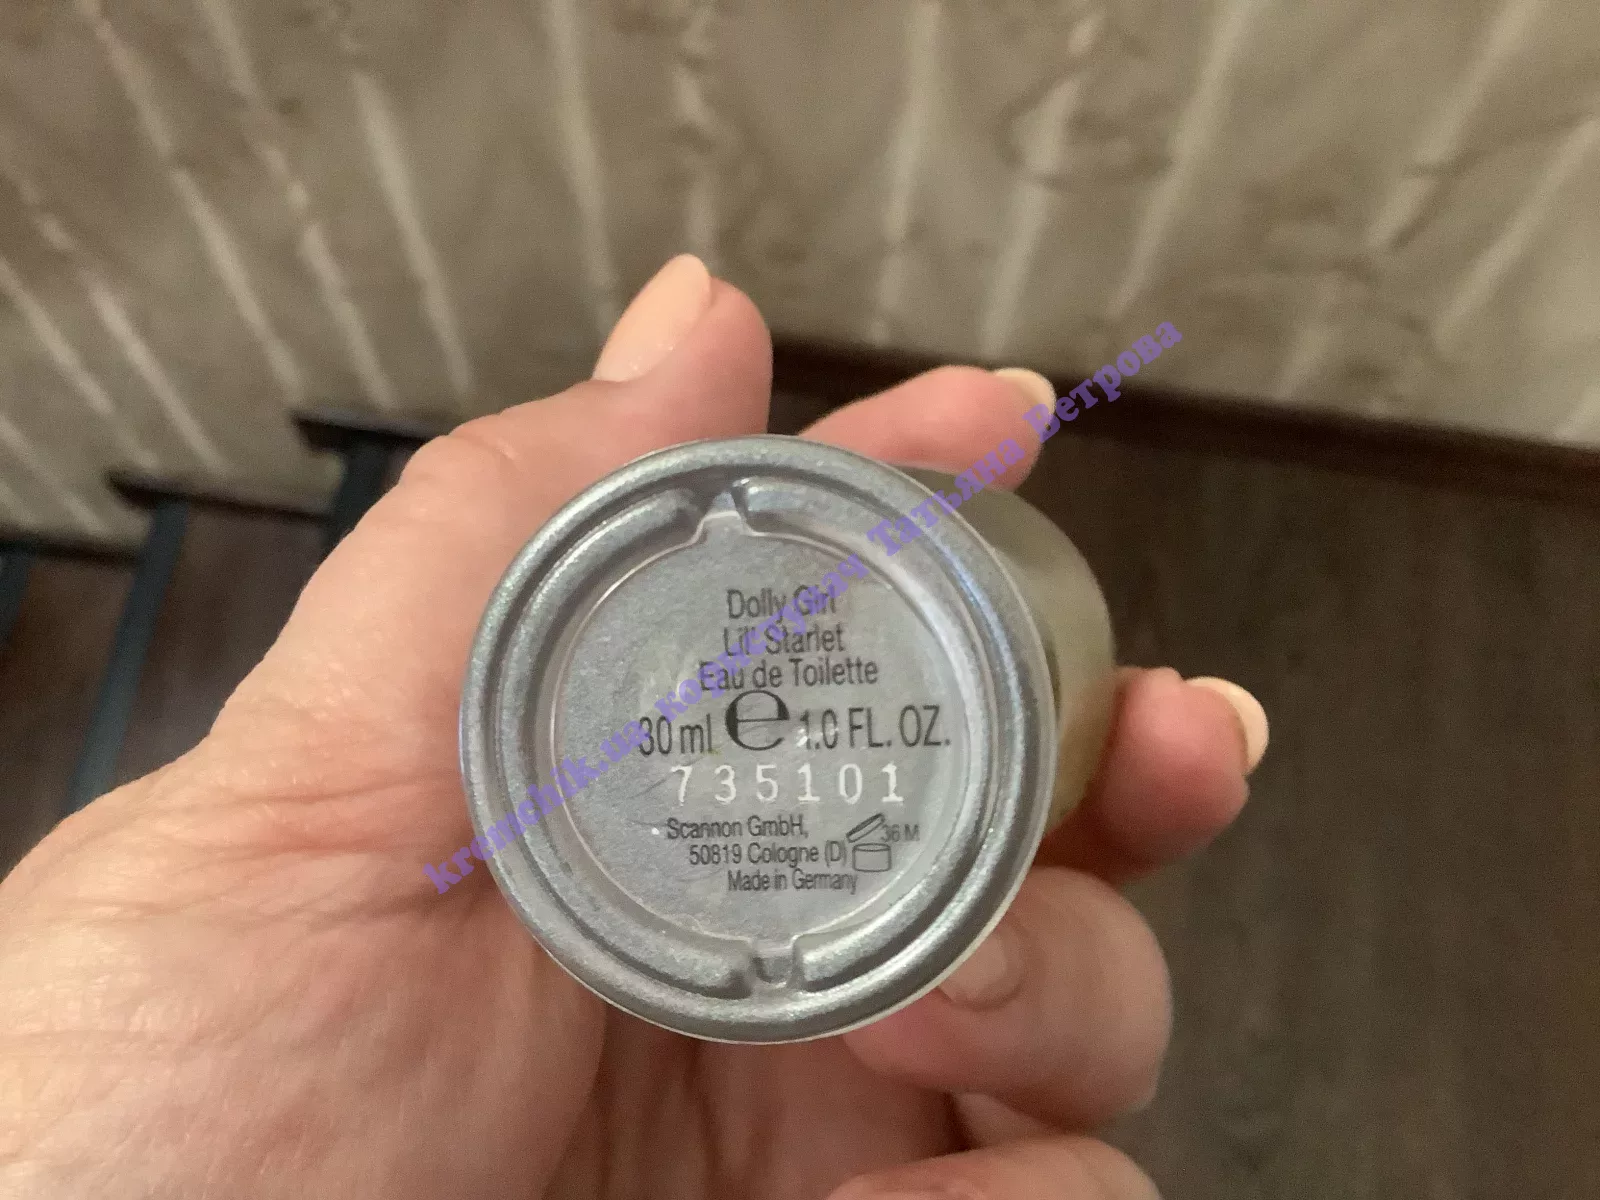 Dolly Girl
Lil' Starlet
Eau de Toilette
30 ml e 1.0 FL. OZ.
735101
Scannon GmbH,
50819 Cologne (D)
36 M
Made in Germany
kremchik.ua користувач Татьяна Ветрова